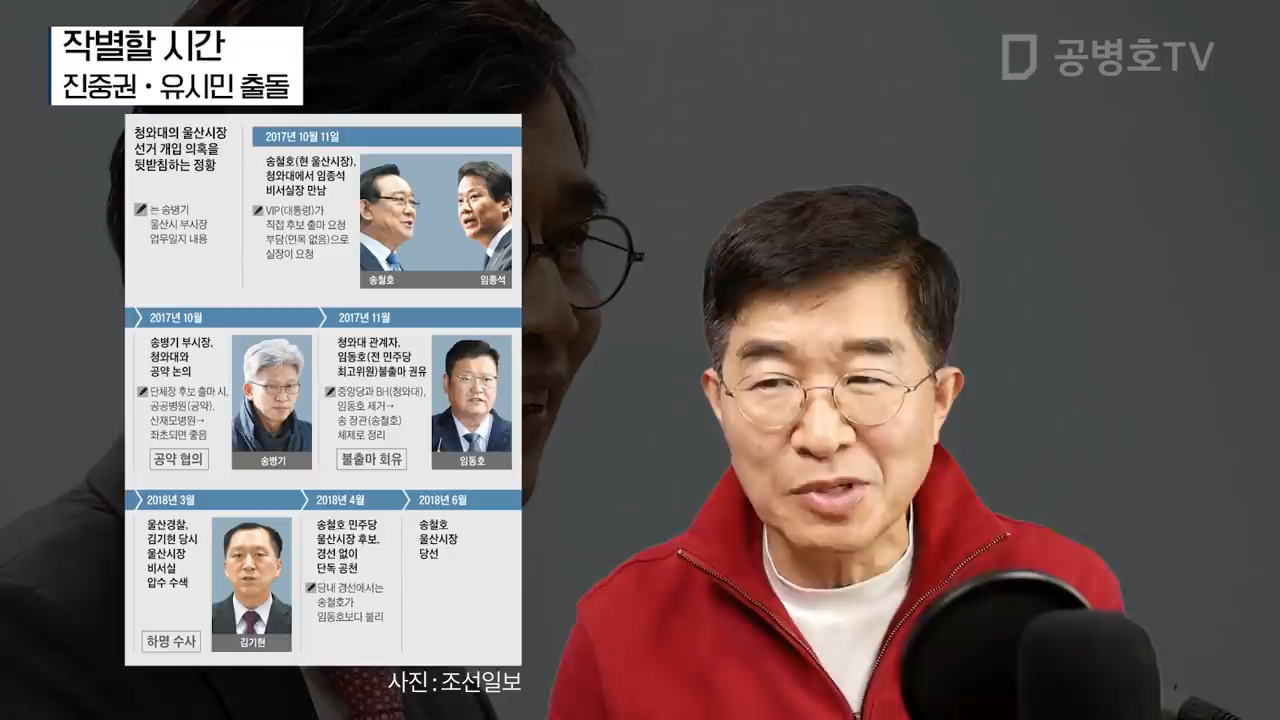 작별할 시간
진중권·유시민 출돌
공병호TV
청와대의 울산시장
선거 개입 의혹을
뒷받침하는 정황
는 송병기
울산시 부시장
업무일지 내용
2017년 10월 11일
송철호(현 울산시장),
청와대에서 임종석
비서실장 만남
VIP(대통령)가
직접 후보 출마 요청
부담(면목 없음)으로
실장이 요청
송철호
임종석
2017년 10월
송병기 부시장,
청와대와
공약 논의
단체장 후보 출마 시,
공공병원(공약).
산재모병원→
좌초되면 좋음
공약 협의
송병기
2017년 11월
청와대 관계자,
임동호(전 민주당
최고위원)불출마 권유
중앙당과 BH(청와대),
임동호 제거→
송 장관(송철호)
체제로 정리
불출마 회유
임동호
2018년 3월
울산경찰,
김기현 당시
울산시장
비서실
압수 수색
하명 수사
김기현
2018년 4월
송철호 민주당
울산시장 후보,
경선 없이
단독 공천
당내 경선에서는
송철호가
임동호보다 불리
2018년 6월
송철호
울산시장
당선
사진 : 조선일보